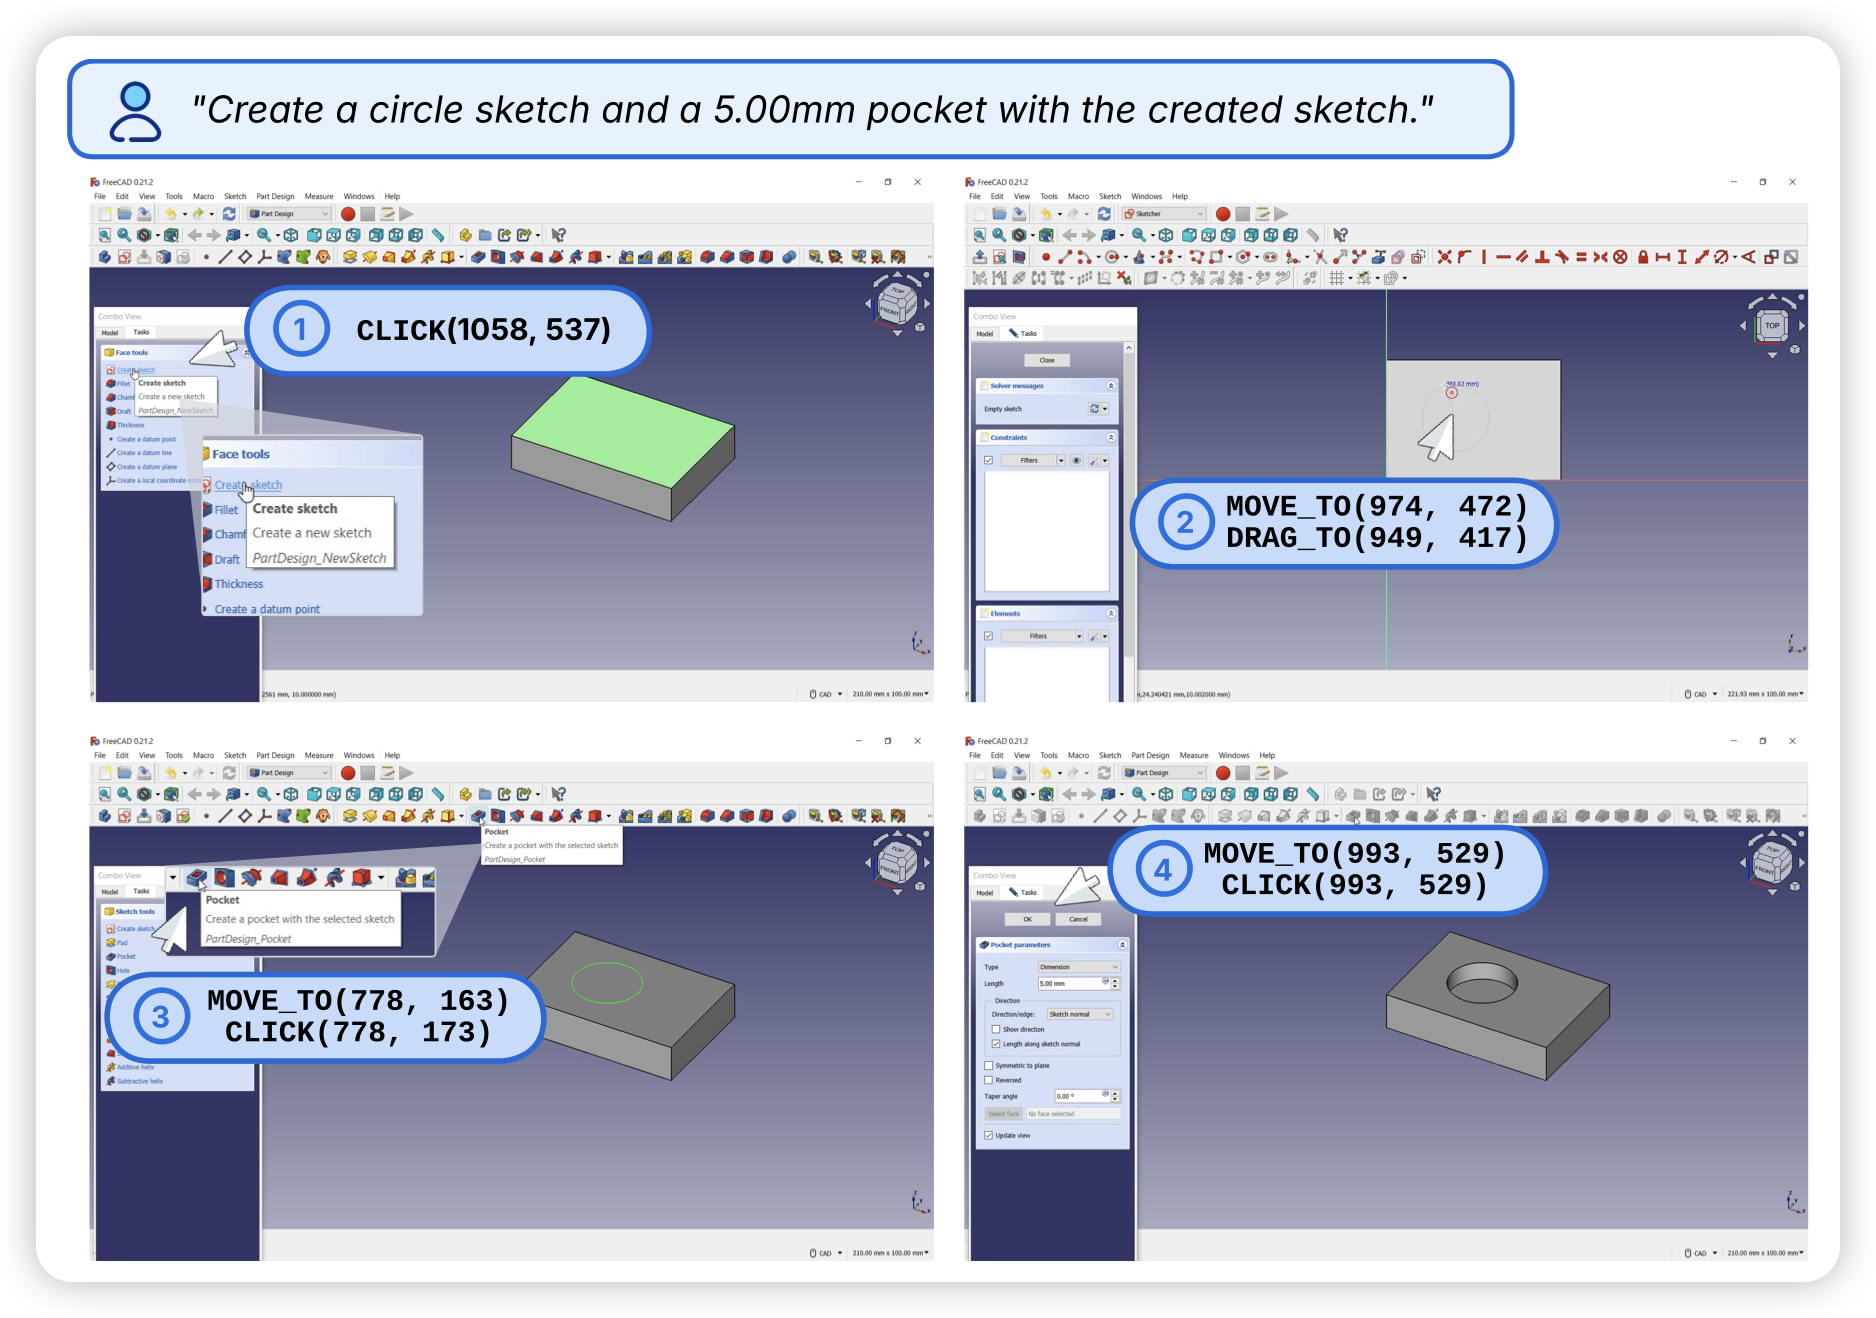 "Create a circle sketch and a 5.00mm pocket with the created sketch."
FreeCAD 0.21.2
File Edit View Tools Macro Sketch Part Design Measure Windows Help
Part Design
1 CLICK(1058, 537)
Combo View
Model Tasks
Face tools
Create sketch
Fillet
Create sketch
Create a new sketch
PartDesign_NewSketch
Draft
Thickness
Create a datum point
Create a datum line
Create a datum plane
Create a local coordinate
Face tools
Create sketch
Fillet
Create sketch
Create a new sketch
PartDesign_NewSketch
Chamf
Draft
Thickness
Create a datum point
TOP
FRONT
2561 mm, 10.000000 mm)
CAD 210.00 mm x 100.00 mm
FreeCAD 0.21.2
File Edit View Tools Macro Sketch Windows Help
Sketcher
Combo View
Model Tasks
Close
Solver messages
Empty sketch
Constraints
Filters
Elements
Filters
TOP
2 MOVE_TO(974, 472)
DRAG_TO(949, 417)
,24.240421 mm,10.002000 mm)
CAD 221.93 mm x 100.00 mm
FreeCAD 0.21.2
File Edit View Tools Macro Sketch Part Design Measure Windows Help
Part Design
Pocket
Create a pocket with the selected sketch
PartDesign_Pocket
Combo View
Model Tasks
Sketch tools
Create sketch
Pad
Pocket
Hole
Pocket
Create a pocket with the selected sketch
PartDesign_Pocket
3 MOVE_TO(778, 163)
CLICK(778, 173)
Additive helix
Subtractive helix
TOP
FRONT
CAD 210.00 mm x 100.00 mm
FreeCAD 0.21.2
File Edit View Tools Macro Sketch Part Design Measure Windows Help
Part Design
4 MOVE_TO(993, 529)
CLICK(993, 529)
Combo View
Model Tasks
OK Cancel
Pocket parameters
Type Dimension
Length 5.00 mm
Direction
Direction/edge: Sketch normal
Show direction
Length along sketch normal
Symmetric to plane
Reversed
Taper angle 0.00 °
Select face No face selected
Update view
TOP
FRONT
CAD 210.00 mm x 100.00 mm